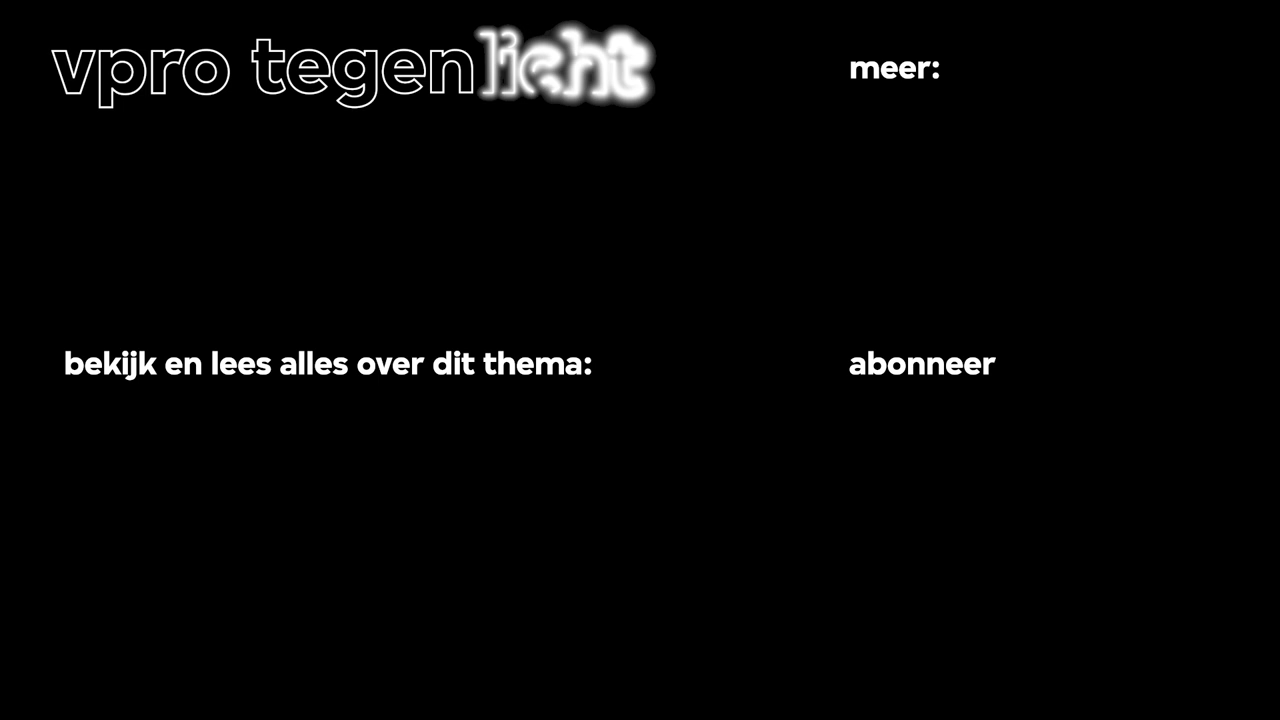 vpro tegenlicht
meer:
bekijk en lees alles over dit thema:
abonneer